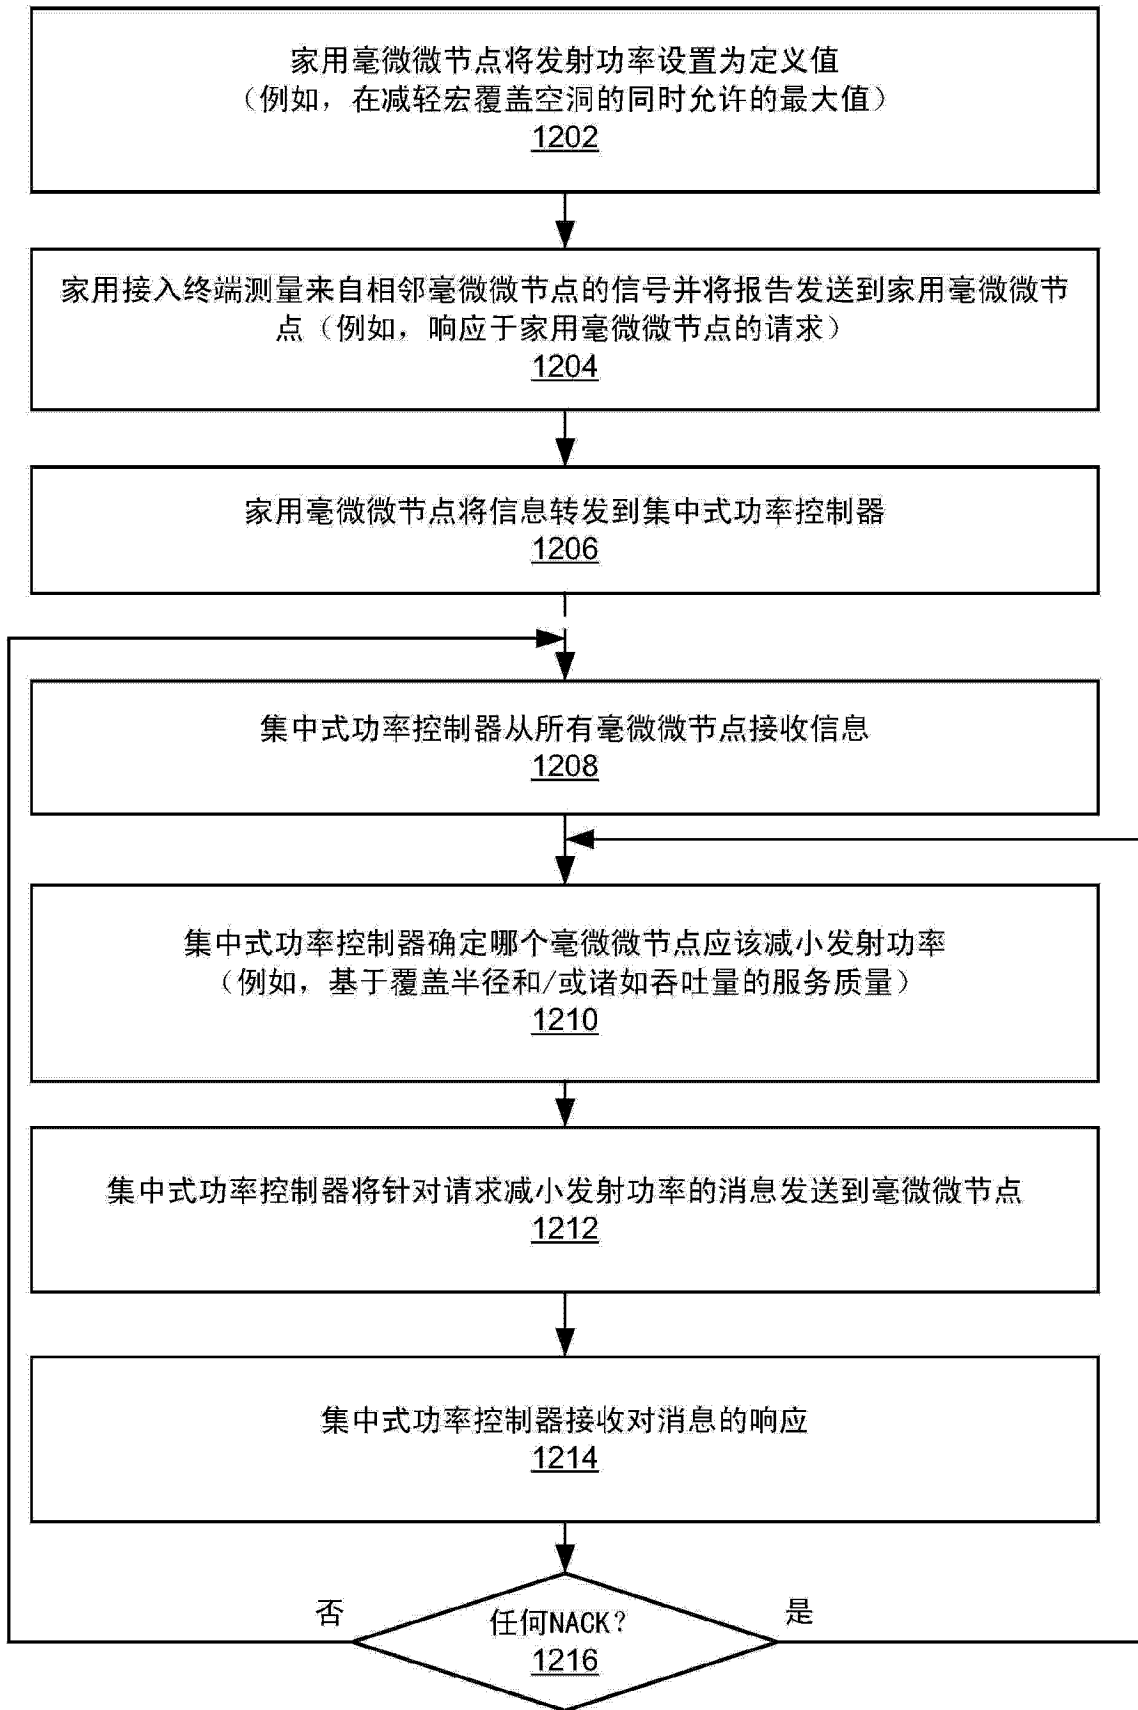 家用毫微微节点将发射功率设置为定义值
（例如，在减轻宏覆盖空洞的同时允许的最大值）
1202
家用接入终端测量来自相邻毫微微节点的信号并将报告发送到家用毫微微节
点（例如，响应于家用毫微微节点的请求）
1204
家用毫微微节点将信息转发到集中式功率控制器
1206
集中式功率控制器从所有毫微微节点接收信息
1208
集中式功率控制器确定哪个毫微微节点应该减小发射功率
（例如，基于覆盖半径和/或诸如吞吐量的服务质量）
1210
集中式功率控制器将针对请求减小发射功率的消息发送到毫微微节点
1212
集中式功率控制器接收对消息的响应
1214
否
任何NACK？
是
1216